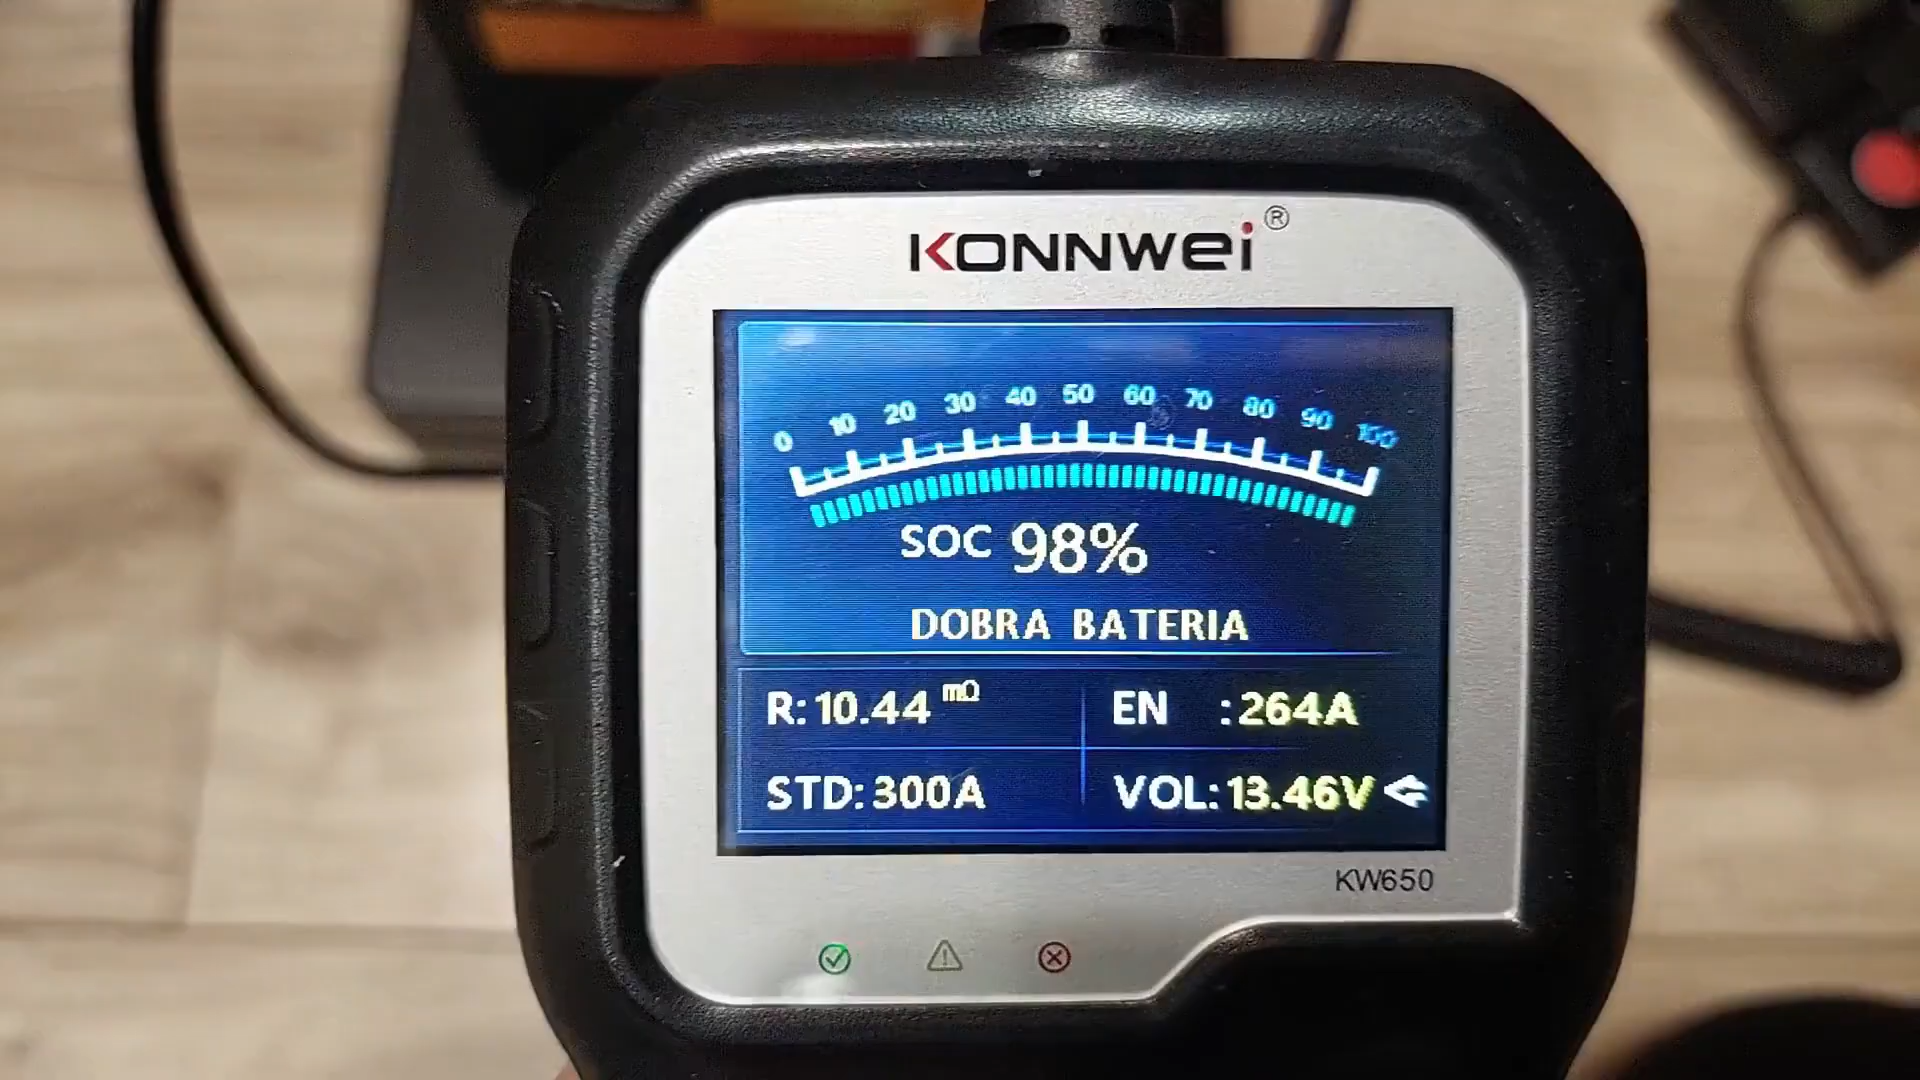 KONNWEI®
0 10 20 30 40 50 60 70 80 90 100
SOC 98%
DOBRA BATERIA
R:10.44 mΩ
EN :264A
STD:300A
VOL:13.46V
KW650